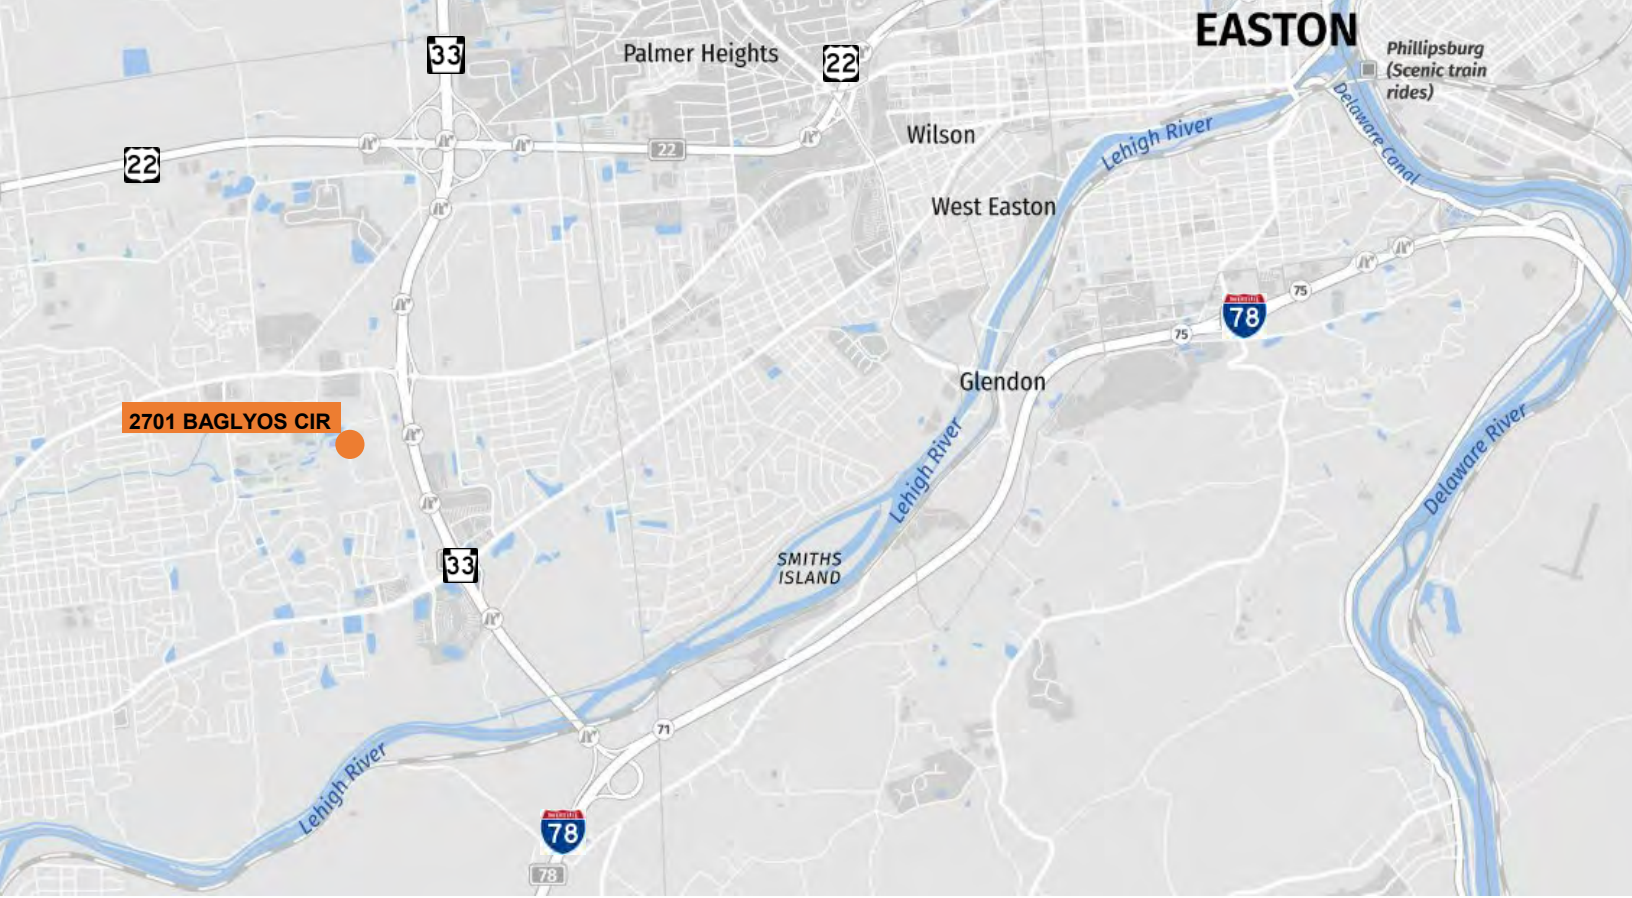 EASTON
Phillipsburg
(Scenic train
rides)
33
Palmer Heights
22
Delaware Canal
Lehigh River
Wilson
22
22
West Easton
75
78
75
Glendon
2701 BAGLYOS CIR
Lehigh River
Delaware River
SMITHS
ISLAND
33
71
Lehigh River
78
78